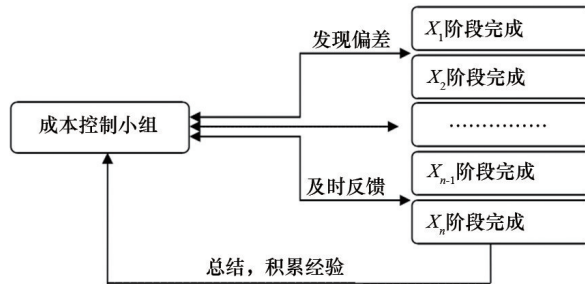 X₁阶段完成
发现偏差
X₂阶段完成
成本控制小组
……………
Xₙ₋₁阶段完成
及时反馈
Xₙ阶段完成
总结，积累经验